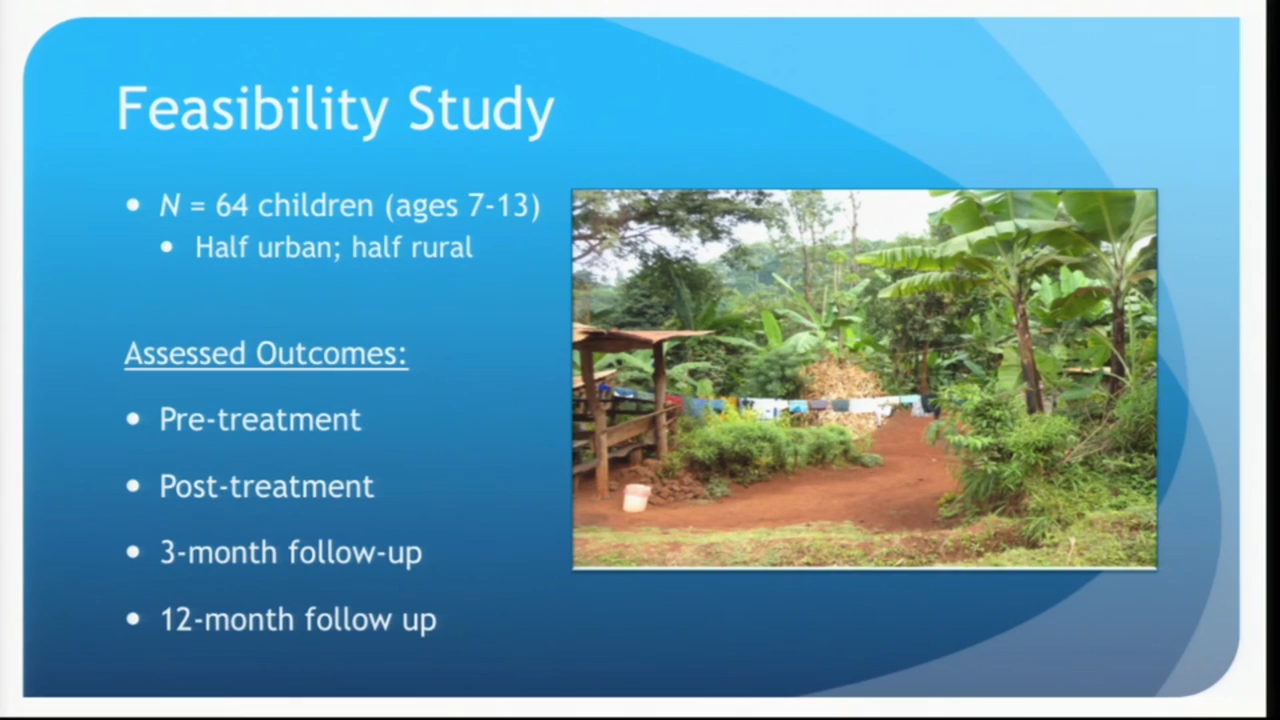 Feasibility Study
• N = 64 children (ages 7-13)
• Half urban; half rural
Assessed Outcomes:
• Pre-treatment
• Post-treatment
• 3-month follow-up
• 12-month follow up